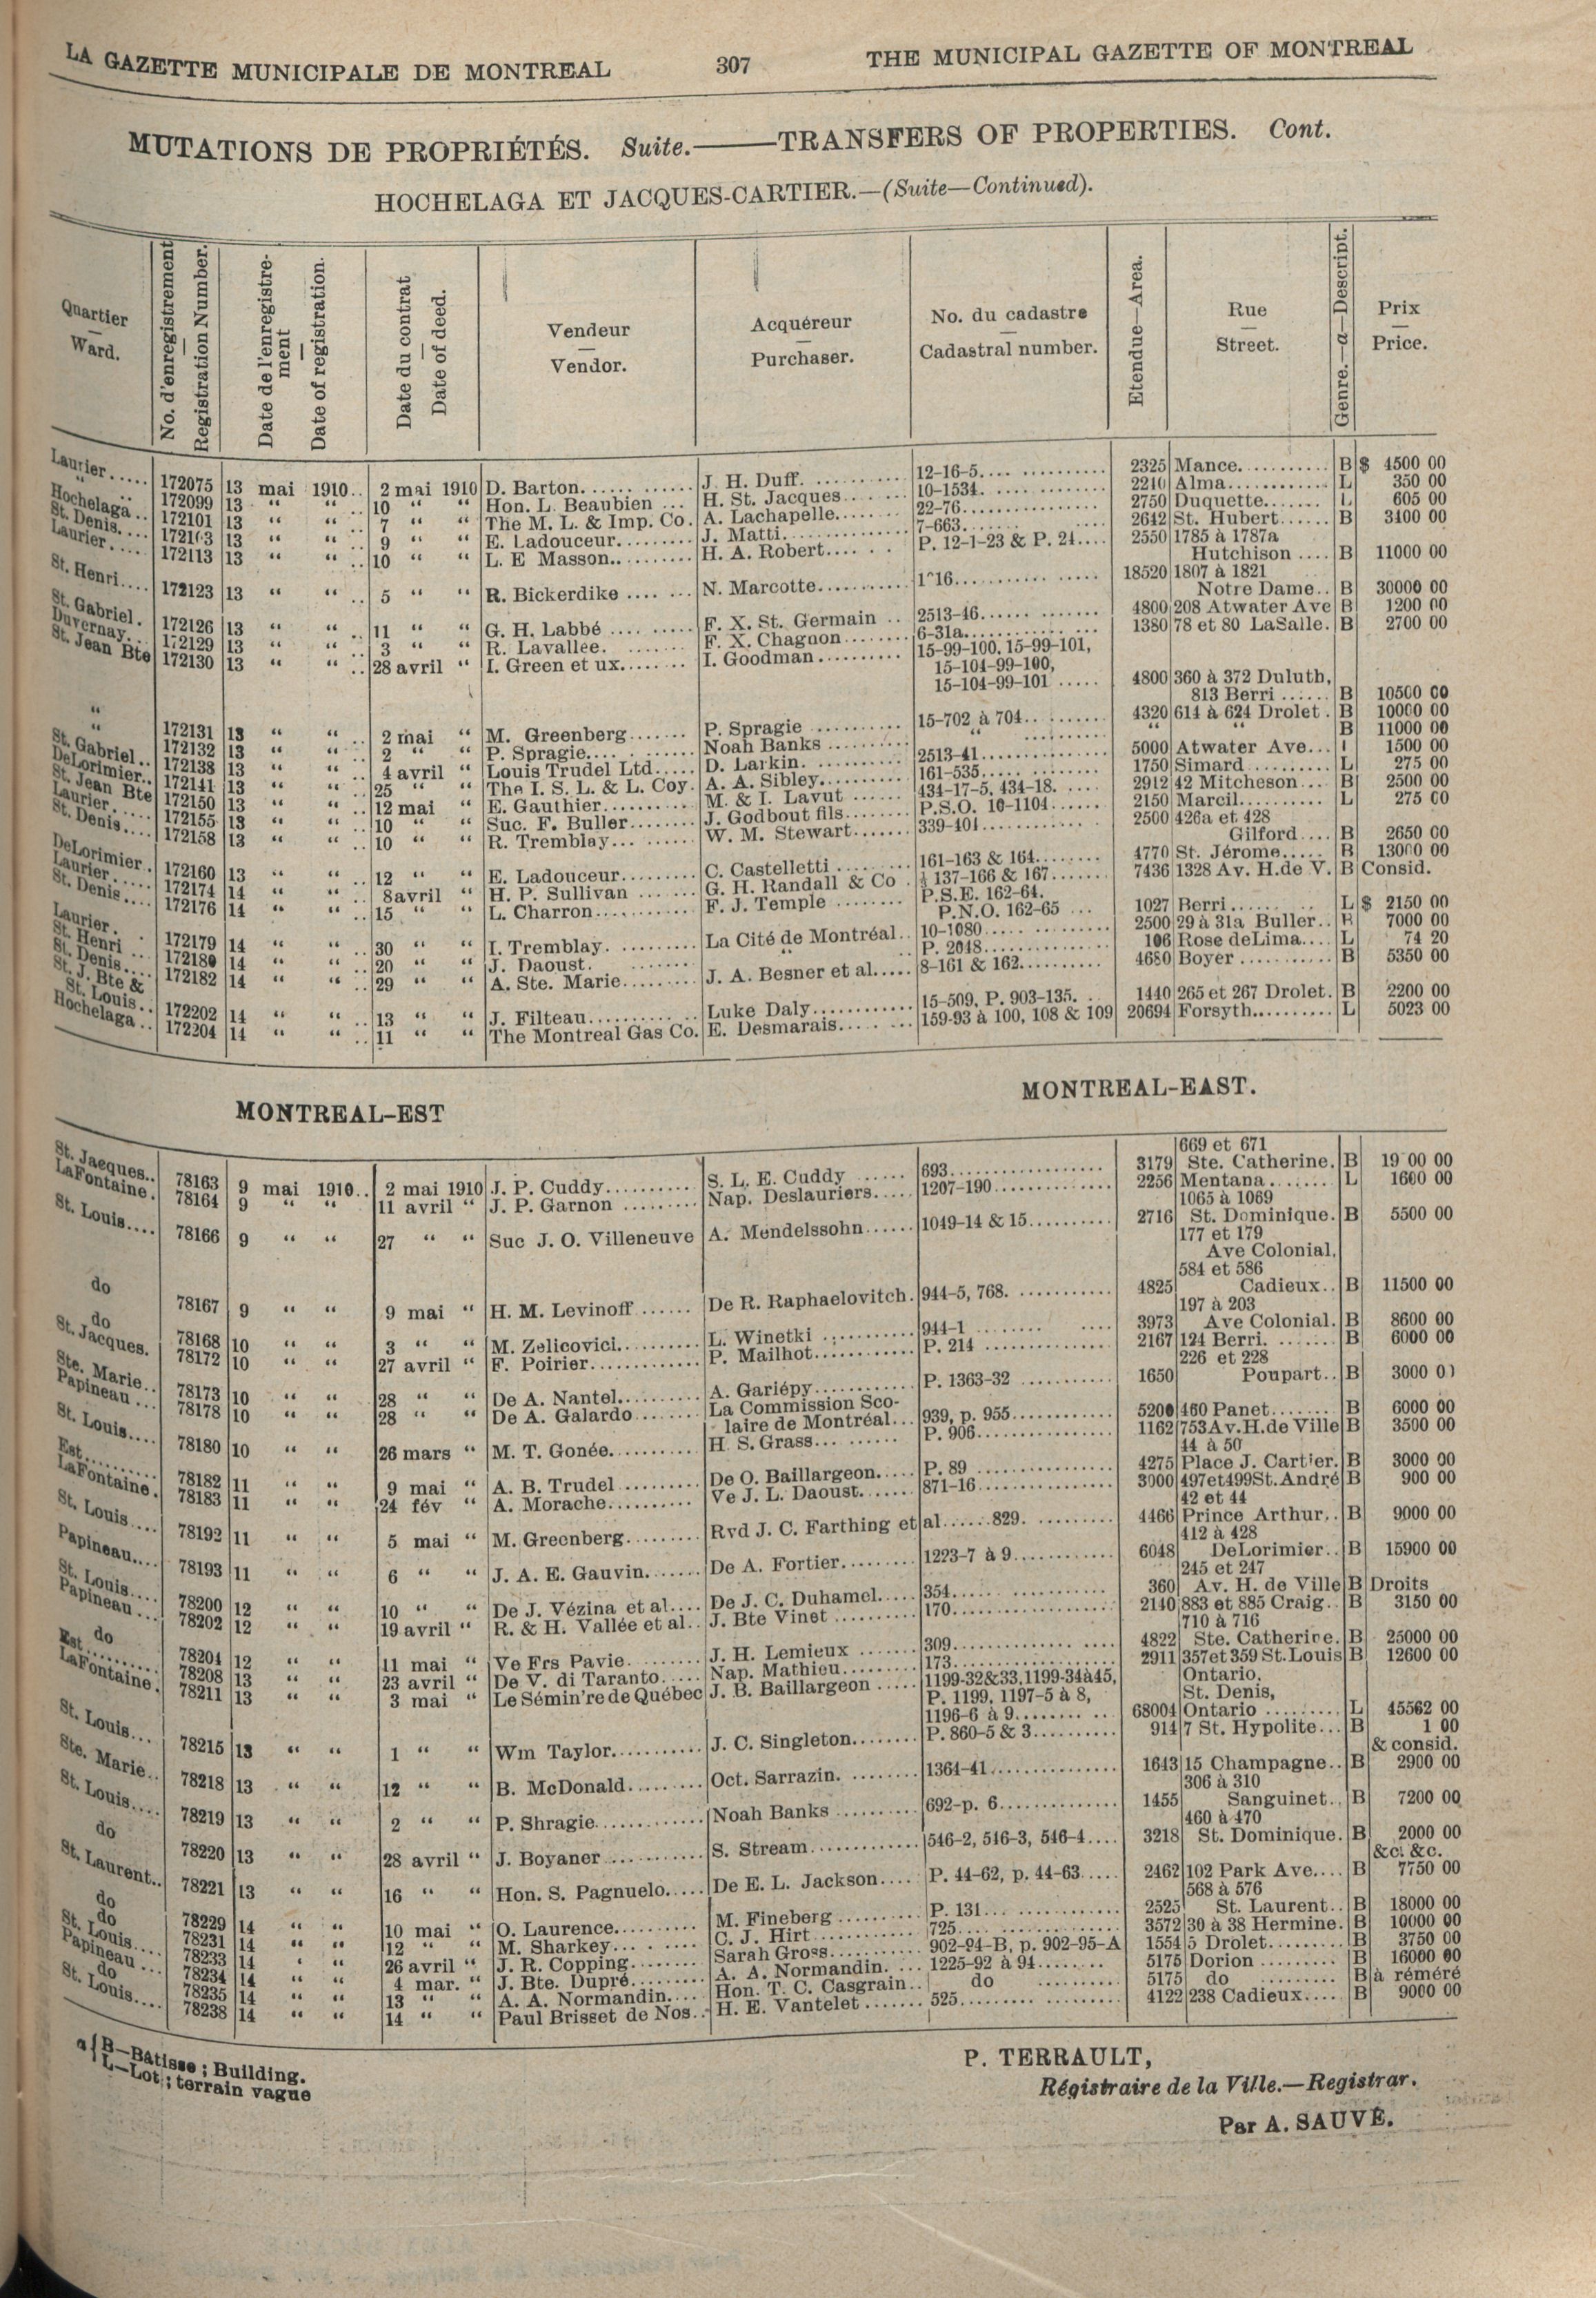 LA GAZETTE MUNICIPALE DE MONTREAL 307 THE MUNICIPAL GAZETTE OF MONTREAL
MUTATIONS DE PROPRIÉTÉS. Suite.——TRANSFERS OF PROPERTIES. Cont.
HOCHELAGA ET JACQUES-CARTIER.—(Suite—Continued).
Quartier — Ward.
No. d'enregistrement — Registration Number.
Date de l'enregistrement — Date of registration.
Date du contrat — Date of deed.
Vendeur — Vendor.
Acquéreur — Purchaser.
No. du cadastre — Cadastral number.
Etendue—Area.
Rue — Street.
Genre.—a—Descript.
Prix — Price.
Laurier..... 172075 13 mai 1910.. 2 mai 1910 D. Barton............ J. H. Duff........... 12-16-5.............. 2325 Mance........... B $ 4500 00
" .. 172099 13 " " .. 10 " " Hon. L. Beaubien ... H. St. Jacques....... 10-1534.............. 2210 Alma............ L 350 00
Hochelaga.. 172101 13 " " .. 7 " " The M. L. & Imp. Co. A. Lachapelle....... 22-76............... 2750 Duquette....... L 605 00
St. Denis.... 172103 13 " " .. 9 " " E. Ladouceur......... J. Matti............. 7-663....... 2642 St. Hubert...... B 3400 00
Laurier.... 172113 13 " " .. 10 " " L. E Masson.......... H. A. Robert....... P. 12-1-23 & P. 24.... 2550 1785 à 1787a
Hutchison .... B 11000 00
St. Henri.... 172123 13 " " .. 5 " " R. Bickerdike ....... N. Marcotte.......... 16.......... 18520 1807 à 1821
Notre Dame.. B 30000 00
St. Gabriel. 172126 13 " " .. 11 " " G. H. Labbé ......... F. X. St. Germain .. 2513-46............ 4800 208 Atwater Ave B 1200 00
Duvernay... 172129 13 " " .. 3 " " R. Lavallee. ....... F. X. Chagnon........ 6-31a.............. 1380 78 et 80 LaSalle. B 2700 00
St. Jean Bte 172130 13 " " .. 28 avril " I. Green et ux........ I. Goodman.......... 15-99-100, 15-99-101,
15-104-99-100,
15-104-99-101 ..... 4800 360 à 372 Duluth,
813 Berri ...... B 10500 00
" 172131 13 " " .. 2 mai " M. Greenberg....... P. Spragie .......... 15-702 à 704......... 4320 614 à 624 Drolet . B 10000 00
" 172132 13 " " .. 2 " " P. Spragie........... Noah Banks .......... " " B 11000 00
St. Gabriel.. 172138 13 " " .. 4 avril " Louis Trudel Ltd..... D. Larkin. .......... 2513-41............. 5000 Atwater Ave... 1500 00
DeLorimier.. 172141 13 " " .. 25 " " The I. S. L. & L. Coy. A. A. Sibley......... 161-535............. 1750 Simard ......... L 275 00
St. Jean Bte 172150 13 " " .. 12 mai " E. Gauthier.......... M. & I. Lavut ...... 434-17-5, 434-18. ..... 2912 42 Mitcheson.... B 2500 00
Laurier..... 172155 13 " " .. 10 " " Suc. F. Buller........ J. Godbout fils....... P.S.O. 10-1104...... 2150 Marcil.......... L 275 00
St. Denis.... 172158 13 " " .. 10 " " R. Tremblay......... W. M. Stewart....... 339-401............ 2500 426a et 428
Gilford.... B 2650 00
DeLorimier. 172160 13 " " .. 12 " " E. Ladouceur......... C. Castelletti ....... 161-163 & 164........ 4770 St. Jérome..... B 13000 00
Laurier..... 172174 14 " " .. 8 avril " H. P. Sullivan ...... G. H. Randall & Co . ½ 137-166 & 167....... 7436 1328 Av. H.de V. B Consid.
St. Denis.... 172176 14 " " .. 15 " " L. Charron........... F. J. Temple ........ P.S.E. 162-64.
P.N.O. 162-65 ... 1027 Berri........... L $ 2150 00
Laurier. 172179 14 " " .. 30 " " I. Tremblay. ......... La Cité de Montréal.. 10-1080............. 2500 29 à 31a Buller.. B 7000 00
St. Henri .. 172180 14 " " .. 20 " " J. Daoust. ........ " P. 2048............. 106 Rose deLima.... L 74 20
St. Denis.... 172182 14 " " .. 29 " " A. Ste. Marie......... J. A. Besner et al..... 8-161 & 162.......... 4680 Boyer ........... B 5350 00
St. J. Bte &
St. Louis.. 172202 14 " " .. 13 " " J. Filteau........... Luke Daly........... 15-509, P. 903-135. .. 1440 265 et 267 Drolet. B 2200 00
Hochelaga.. 172204 14 " " .. 11 " " The Montreal Gas Co. E. Desmarais....... 159-93 à 100, 108 & 109 20694 Forsyth.......... L 5023 00
MONTREAL-EST MONTREAL-EAST.
669 et 671
St. Jacques.. 78163 9 mai 1910.. 2 mai 1910 J. P. Cuddy.......... S. L. E. Cuddy ...... 693.................. 3179 Ste. Catherine. B 19 00 00
LaFontaine. 78164 9 " " 11 avril " J. P. Garnon ......... Nap. Deslauriers..... 1207-190............. 2256 Mentana....... L 1600 00
1065 à 1069
St. Louis.... 78166 9 " " 27 " " Suc J. O. Villeneuve A. Mendelssohn...... 1049-14 & 15.......... 2716 St. Dominique. B 5500 00
177 et 179
Ave Colonial,
584 et 586
do 78167 9 " " 9 mai " H. M. Levinoff...... De R. Raphaelovitch. 944-5, 768. ........... 4825 Cadieux.. B 11500 00
197 à 203
do 78168 10 " " 3 " " M. Zelicovici......... L. Winetki .......... 944-1 ........ 3973 Ave Colonial. B 8600 00
St. Jacques. 78172 10 " " 27 avril " F. Poirier............ P. Mailhot........... P. 214 .............. 2167 124 Berri. ....... B 6000 00
226 et 228
Ste. Marie.. 78173 10 " " 28 " " De A. Nantel......... A. Gariépy........... P. 1363-32 .......... 1650 Poupart.. B 3000 0
Papineau ... 78178 10 " " 28 " " De A. Galardo....... La Commission Sco-
laire de Montréal... 939, p. 955............ 5200 460 Panet........ B 6000 00
St. Louis.... 78180 10 " " 26 mars " M. T. Gonée.......... H. S. Grass......... P. 906............... 1162 753Av.H.de Ville B 3500 00
44 à 50
Est.......... 78182 11 " " 9 mai " A. B. Trudel ......... De O. Baillargeon..... P. 89 ................ 4275 Place J. Cartier. B 3000 00
LaFontaine. 78183 11 " " 24 fév " A. Morache.......... Ve J. L. Daoust...... 871-16............... 3000 497et499St.André B 900 00
42 et 44
St. Louis.... 78192 11 " " 5 mai " M. Greenberg........ Rvd J. C. Farthing et al......829. .......... 4466 Prince Arthur.. B 9000 00
412 à 428
Papineau.... 78193 11 " " 6 " " J. A. E. Gauvin....... De A. Fortier......... 1223-7 à 9............ 6048 DeLorimier.. B 15900 00
245 et 247
St. Louis.... 78200 12 " " 10 " " De J. Vézina et al.... De J. C. Duhamel..... 354................. 360 Av. H. de Ville B Droits
Papineau ... 78202 12 " " 19 avril " R. & H. Vallée et al.. J. Bte Vinet .......... 170................. 2140 883 et 885 Craig.. B 3150 00
710 à 716
do 78204 12 " " 11 mai " Ve Frs Pavie. ....... J. H. Lemieux ....... 309.................. 4822 Ste. Catherine. B 25000 00
Est.......... 78208 13 " " 23 avril " De V. di Taranto..... Nap. Mathieu......... 173................. 2911 357et359 St.Louis B 12600 00
LaFontaine. 78211 13 " " 3 mai " Le Sémin're de Québec J. B. Baillargeon ..... 1199-32&33,1199-34à45, Ontario,
P. 1199, 1197-5 à 8, St. Denis,
1196-6 à 9.......... 68004 Ontario ......... L 45562 00
St. Louis... 78215 13 " " 1 " " Wm Taylor........... J. C. Singleton........ P. 860-5 & 3.......... 914 7 St. Hypolite... B 1 00
& consid.
Ste. Marie.. 78218 13 " " 12 " " B. McDonald......... Oct. Sarrazin. ........ 1364-41.............. 1643 15 Champagne.. B 2900 00
306 à 310
St. Louis.... 78219 13 " " 2 " " P. Shragie............ Noah Banks .......... 692-p. 6.............. 1455 Sanguinet.. B 7200 00
460 à 470
do 78220 13 " " 28 avril " J. Boyaner ........... S. Stream............ 546-2, 546-3, 546-4.... 3218 St. Dominique. B 2000 00
&c. &c.
St. Laurent.. 78221 13 " " 16 " " Hon. S. Pagnuelo..... De E. L. Jackson.... P. 44-62, p. 44-63..... 2462 102 Park Ave.... B 7750 00
568 à 576
do 78229 14 " " 10 mai " O. Laurence.......... M. Fineberg .......... P. 131............... 2525 St. Laurent.. B 18000 00
do 78231 14 " " 12 " " M. Sharkey........... C. J. Hirt............ 725.................. 3572 30 à 38 Hermine. B 10000 00
St. Louis.... 78233 14 " " 26 avril " J. R. Copping........ Sarah Gross.......... 902-94-B, p. 902-95-A 1554 5 Drolet......... B 3750 00
Papineau ... 78234 14 " " 4 mar. " J. Bte. Dupré........ A. A. Normandin. ... 1225-92 à 94........ 5175 Dorion ......... B 16000 00
do 78235 14 " " 13 " " A. A. Normandin.... Hon. T. C. Casgrain.. do .......... 5175 do ......... B à réméré
St. Louis.... 78238 14 " " 14 " " Paul Brisset de Nos.. H. E. Vantelet ....... 525.................. 4122 238 Cadieux.... B 9000 00
a { B—Bâtisse ; Building.
L—Lot ; terrain vague
P. TERRAULT,
Régistraire de la Ville.—Registrar.
Par A. SAUVÉ.